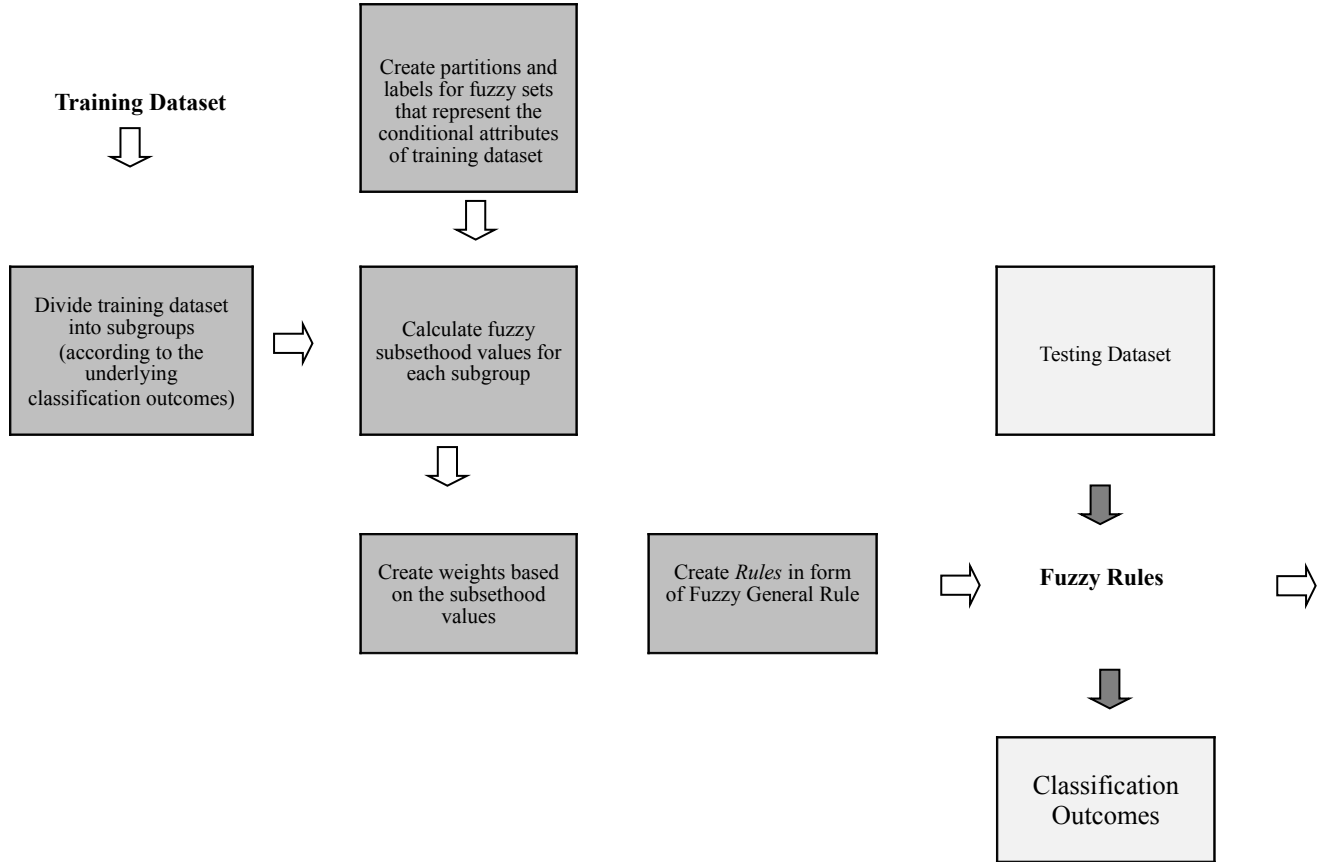 Training Dataset
Create partitions and
labels for fuzzy sets
that represent the
conditional attributes
of training dataset
Divide training dataset
into subgroups
(according to the
underlying
classification outcomes)
Calculate fuzzy
subsethood values for
each subgroup
Testing Dataset
Create weights based
on the subsethood
values
Create Rules in form
of Fuzzy General Rule
Fuzzy Rules
Classification
Outcomes